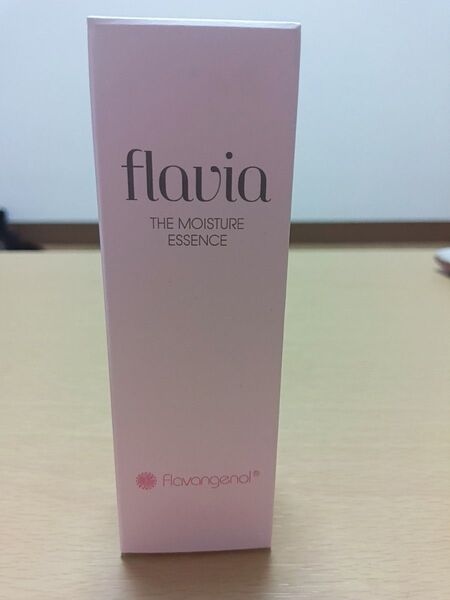 flavia
THE MOISTURE
ESSENCE
Flavangenol®